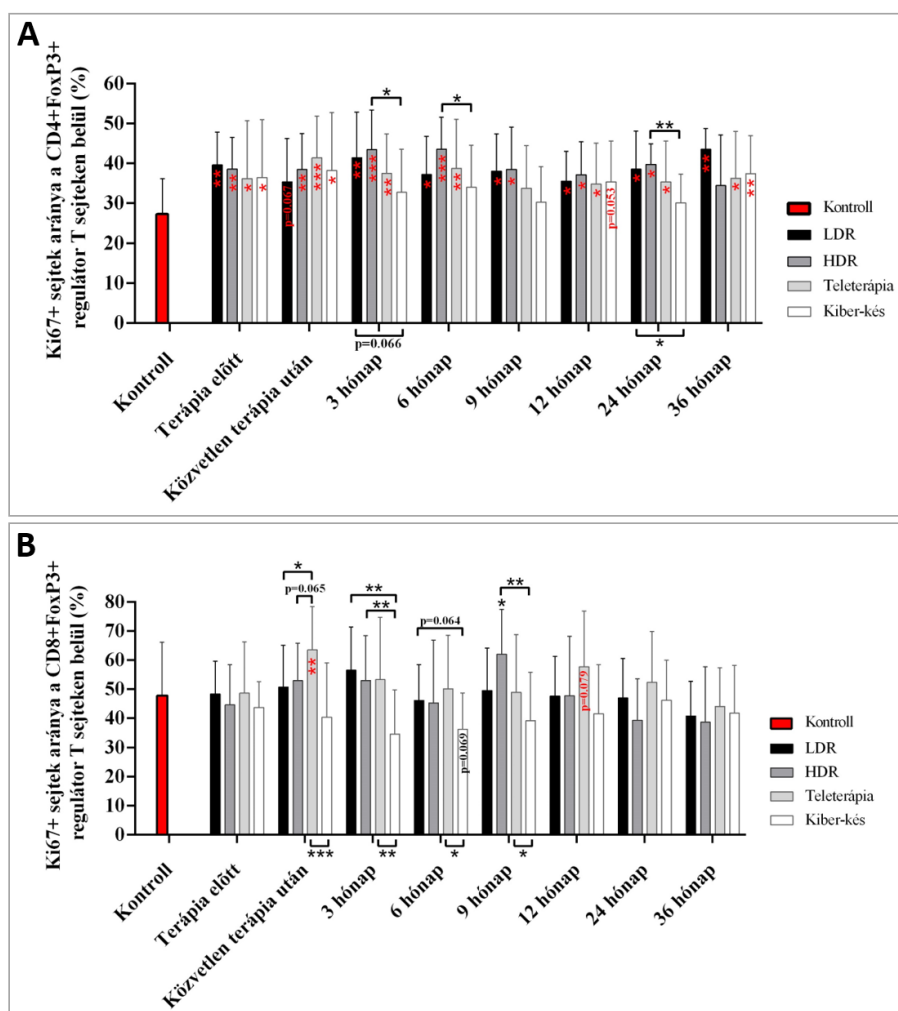 A
Ki67+ sejtek aránya a CD4+FoxP3+
regulátor T sejteken belül (%)
60
50
40
30
20
10
0
* * **
** ** * *
p=0.067 ** *** *
** *** **
* *** **
* *
* * * p=0.053
* * *
** * **
p=0.066
*
Kontroll
Terápia előtt
Közvetlen terápia után
3 hónap
6 hónap
9 hónap
12 hónap
24 hónap
36 hónap
Kontroll
LDR
HDR
Teleterápia
Kiber-kés
B
Ki67+ sejtek aránya a CD8+FoxP3+
regulátor T sejteken belül (%)
80
70
60
50
40
30
20
10
0
*
p=0.065
**
**
**
p=0.064
p=0.069
**
*
p=0.079
***
**
*
*
Kontroll
Terápia előtt
Közvetlen terápia után
3 hónap
6 hónap
9 hónap
12 hónap
24 hónap
36 hónap
Kontroll
LDR
HDR
Teleterápia
Kiber-kés